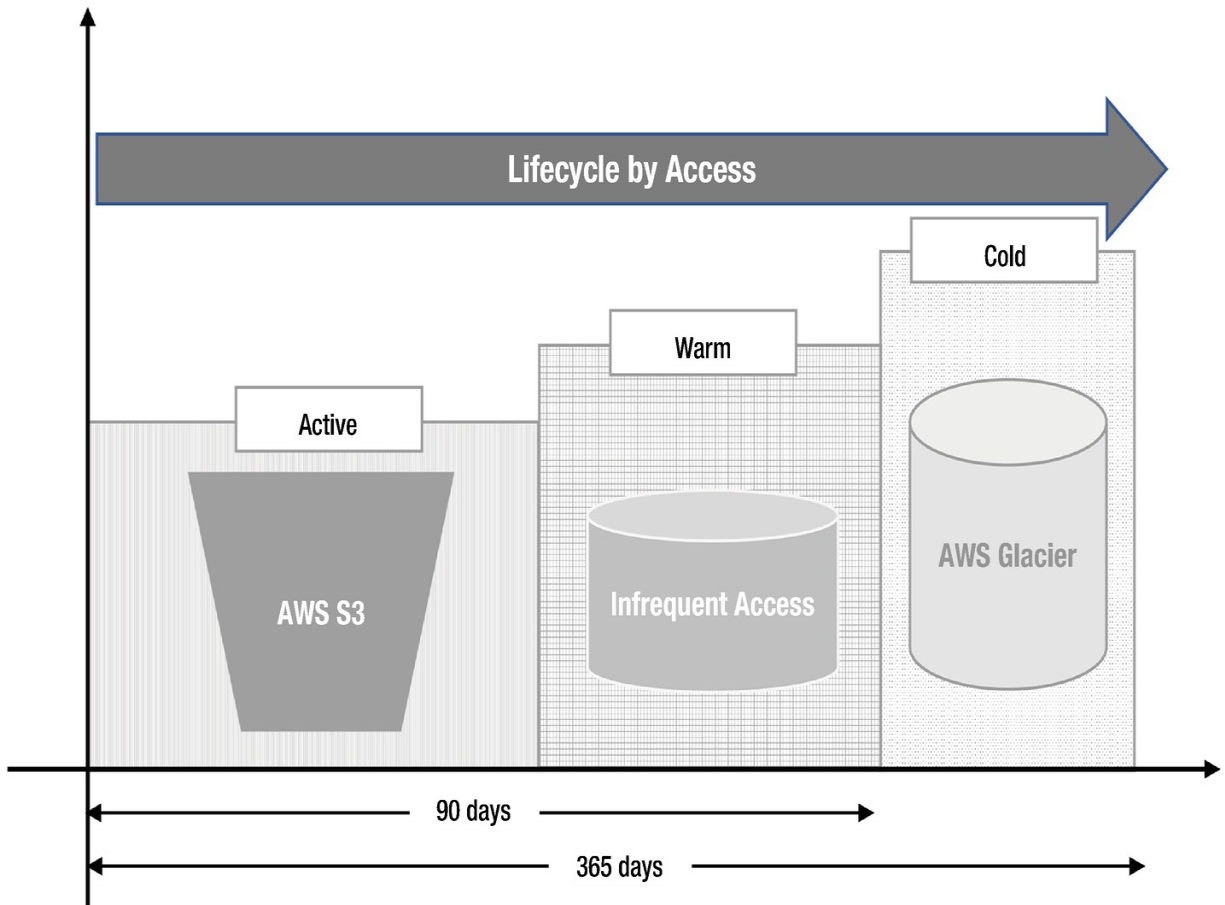 Lifecycle by Access
Cold
Warm
Active
AWS S3
Infrequent Access
AWS Glacier
90 days
365 days